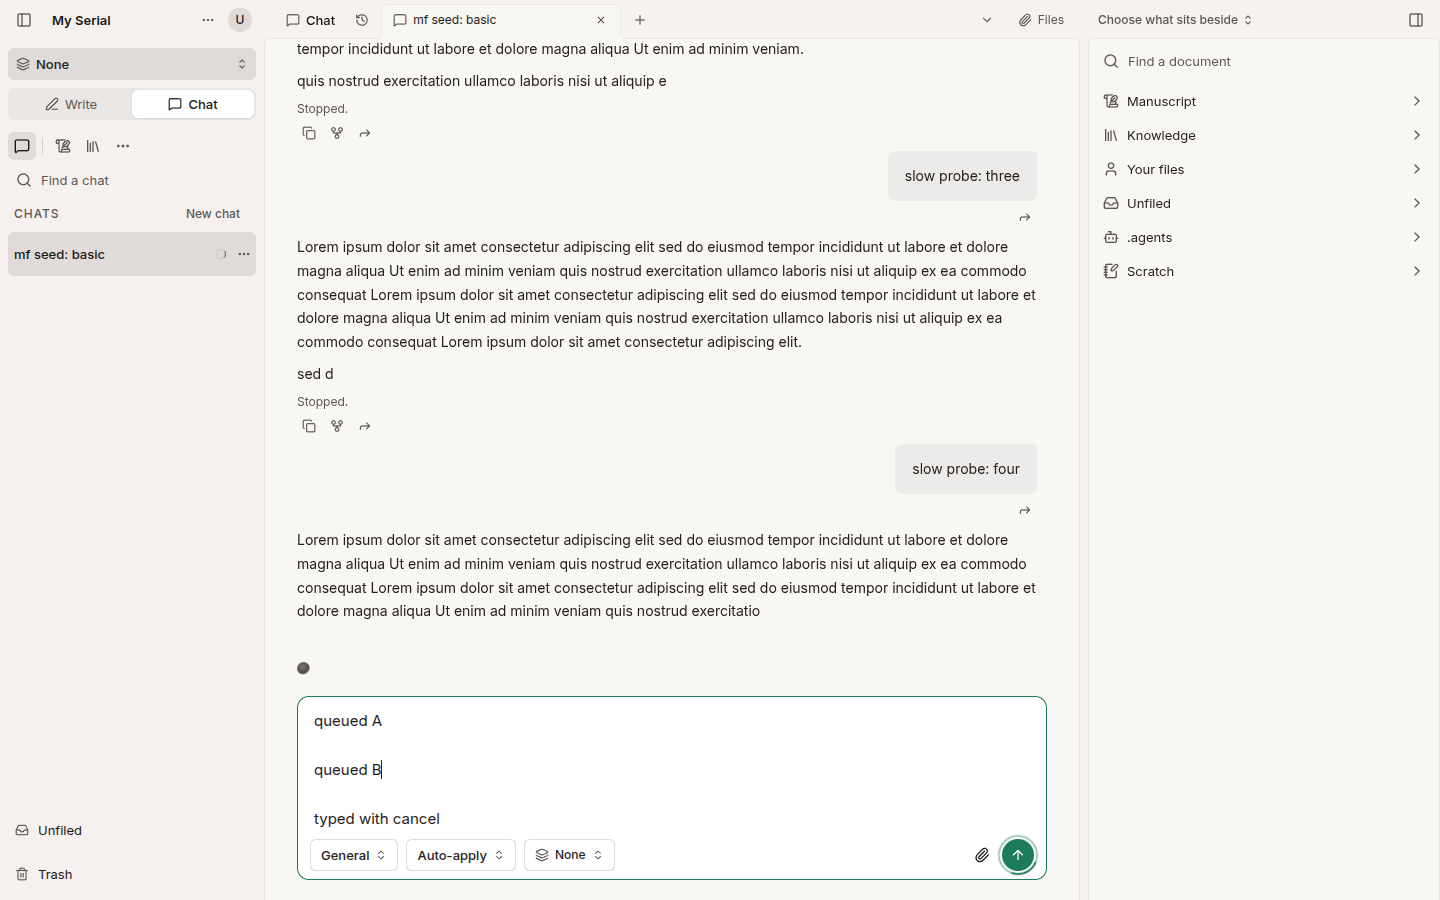 My Serial
U
None
Write
Chat
Find a chat
CHATS
New chat
mf seed: basic
Unfiled
Trash
Chat
mf seed: basic
Files
tempor incididunt ut labore et dolore magna aliqua Ut enim ad minim veniam.
quis nostrud exercitation ullamco laboris nisi ut aliquip e
Stopped.
slow probe: three
Lorem ipsum dolor sit amet consectetur adipiscing elit sed do eiusmod tempor incididunt ut labore et dolore
magna aliqua Ut enim ad minim veniam quis nostrud exercitation ullamco laboris nisi ut aliquip ex ea commodo
consequat Lorem ipsum dolor sit amet consectetur adipiscing elit sed do eiusmod tempor incididunt ut labore et
dolore magna aliqua Ut enim ad minim veniam quis nostrud exercitation ullamco laboris nisi ut aliquip ex ea
commodo consequat Lorem ipsum dolor sit amet consectetur adipiscing elit.
sed d
Stopped.
slow probe: four
Lorem ipsum dolor sit amet consectetur adipiscing elit sed do eiusmod tempor incididunt ut labore et dolore
magna aliqua Ut enim ad minim veniam quis nostrud exercitation ullamco laboris nisi ut aliquip ex ea commodo
consequat Lorem ipsum dolor sit amet consectetur adipiscing elit sed do eiusmod tempor incididunt ut labore et
dolore magna aliqua Ut enim ad minim veniam quis nostrud exercitatio
queued A
queued B
typed with cancel
General
Auto-apply
None
Choose what sits beside
Find a document
Manuscript
Knowledge
Your files
Unfiled
.agents
Scratch